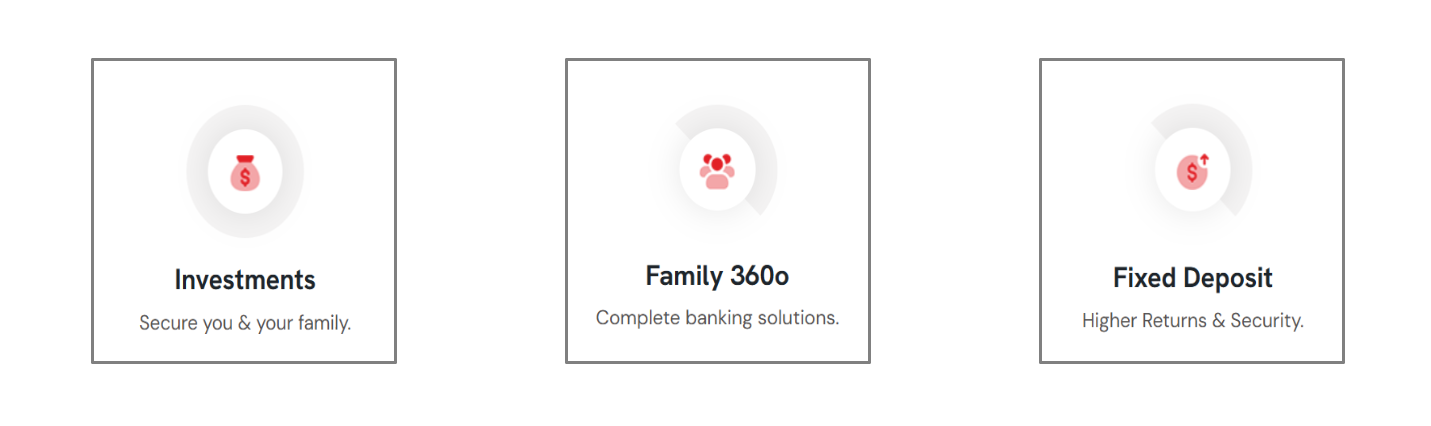 Investments
Secure you & your family.
Family 360o
Complete banking solutions.
Fixed Deposit
Higher Returns & Security.